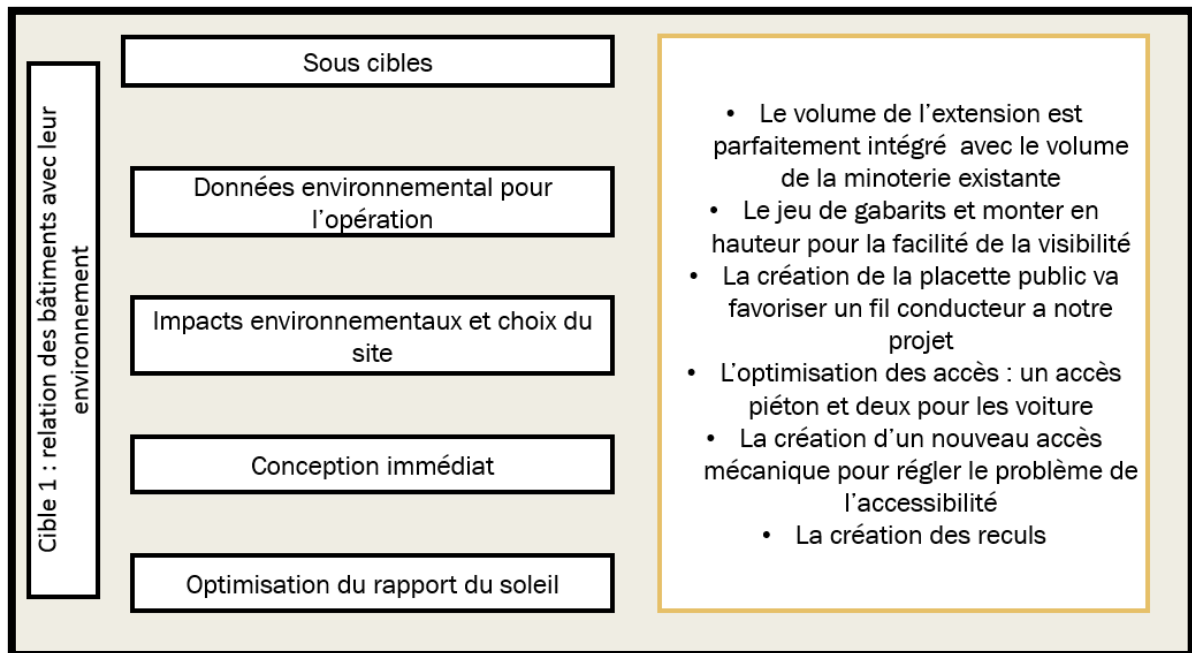 Cible 1 : relation des bâtiments avec leur
environnement
Sous cibles
Données environnemental pour
l’opération
Impacts environnementaux et choix du
site
Conception immédiat
Optimisation du rapport du soleil
• Le volume de l’extension est
parfaitement intégré avec le volume
de la minoterie existante
• Le jeu de gabarits et monter en
hauteur pour la facilité de la visibilité
• La création de la placette public va
favoriser un fil conducteur a notre
projet
• L’optimisation des accès : un accès
piéton et deux pour les voiture
• La création d’un nouveau accès
mécanique pour régler le problème de
l’accessibilité
• La création des reculs